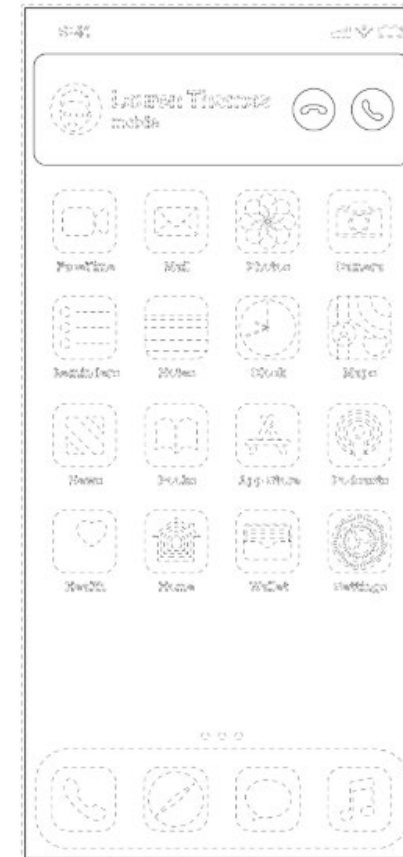 9:41
Lauren Thomas
mobile
FaceTime Mail Photos Camera
Reminders Notes Clock Maps
News Books App Store Podcasts
Health Home Wallet Settings